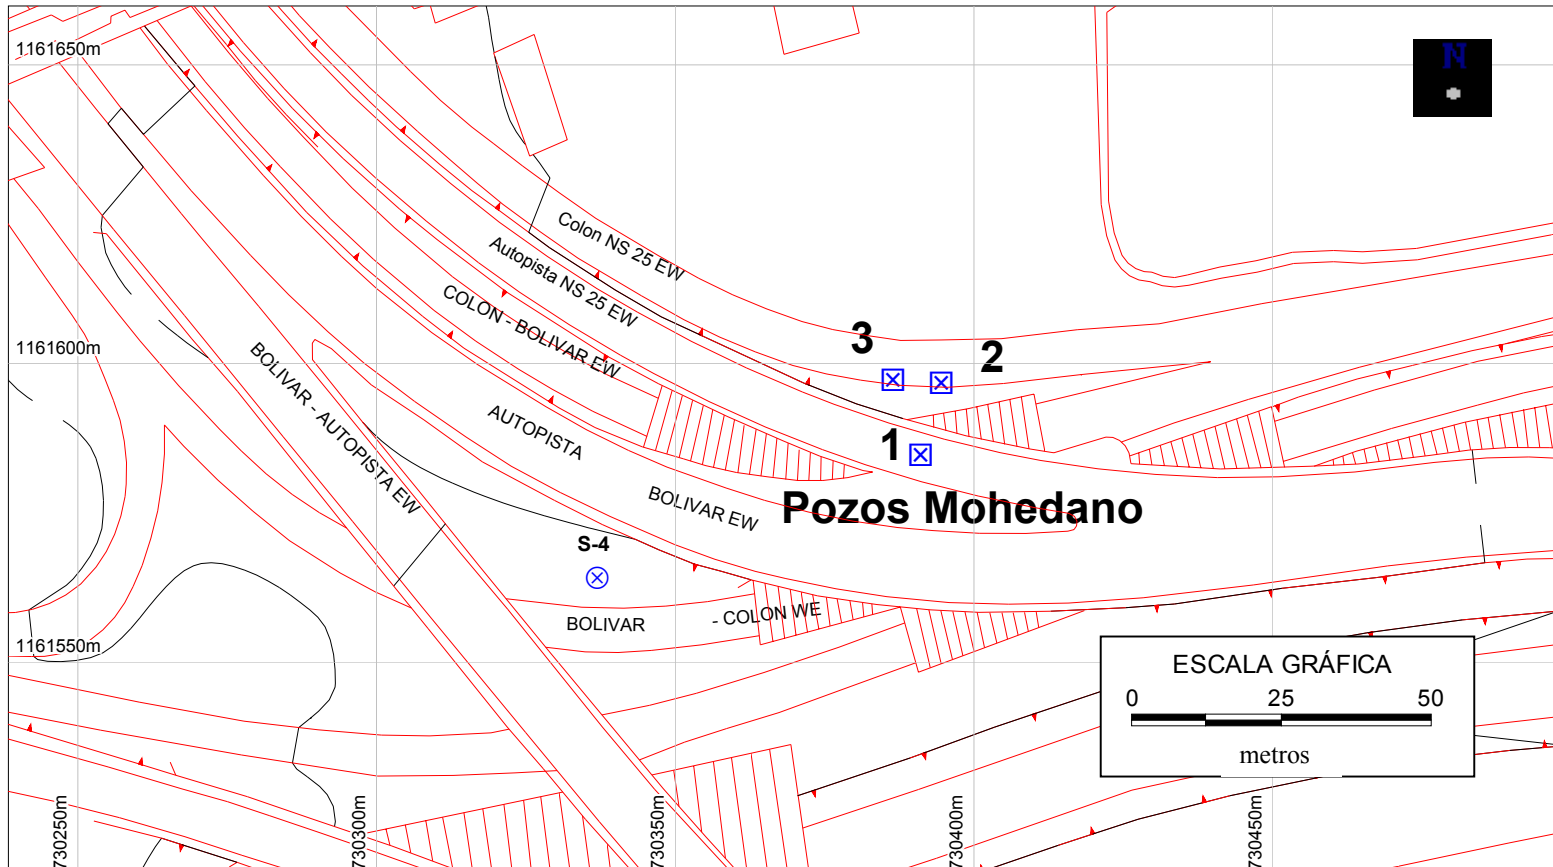 1161650m
N
Colon NS 25 EW
Autopista NS 25 EW
COLON - BOLIVAR EW
1161600m
3
2
BOLIVAR - AUTOPISTA EW
AUTOPISTA
1
BOLIVAR EW
Pozos Mohedano
S-4
BOLIVAR - COLON WE
1161550m
ESCALA GRÁFICA
0 25 50
metros
730250m
730300m
730350m
730400m
730450m